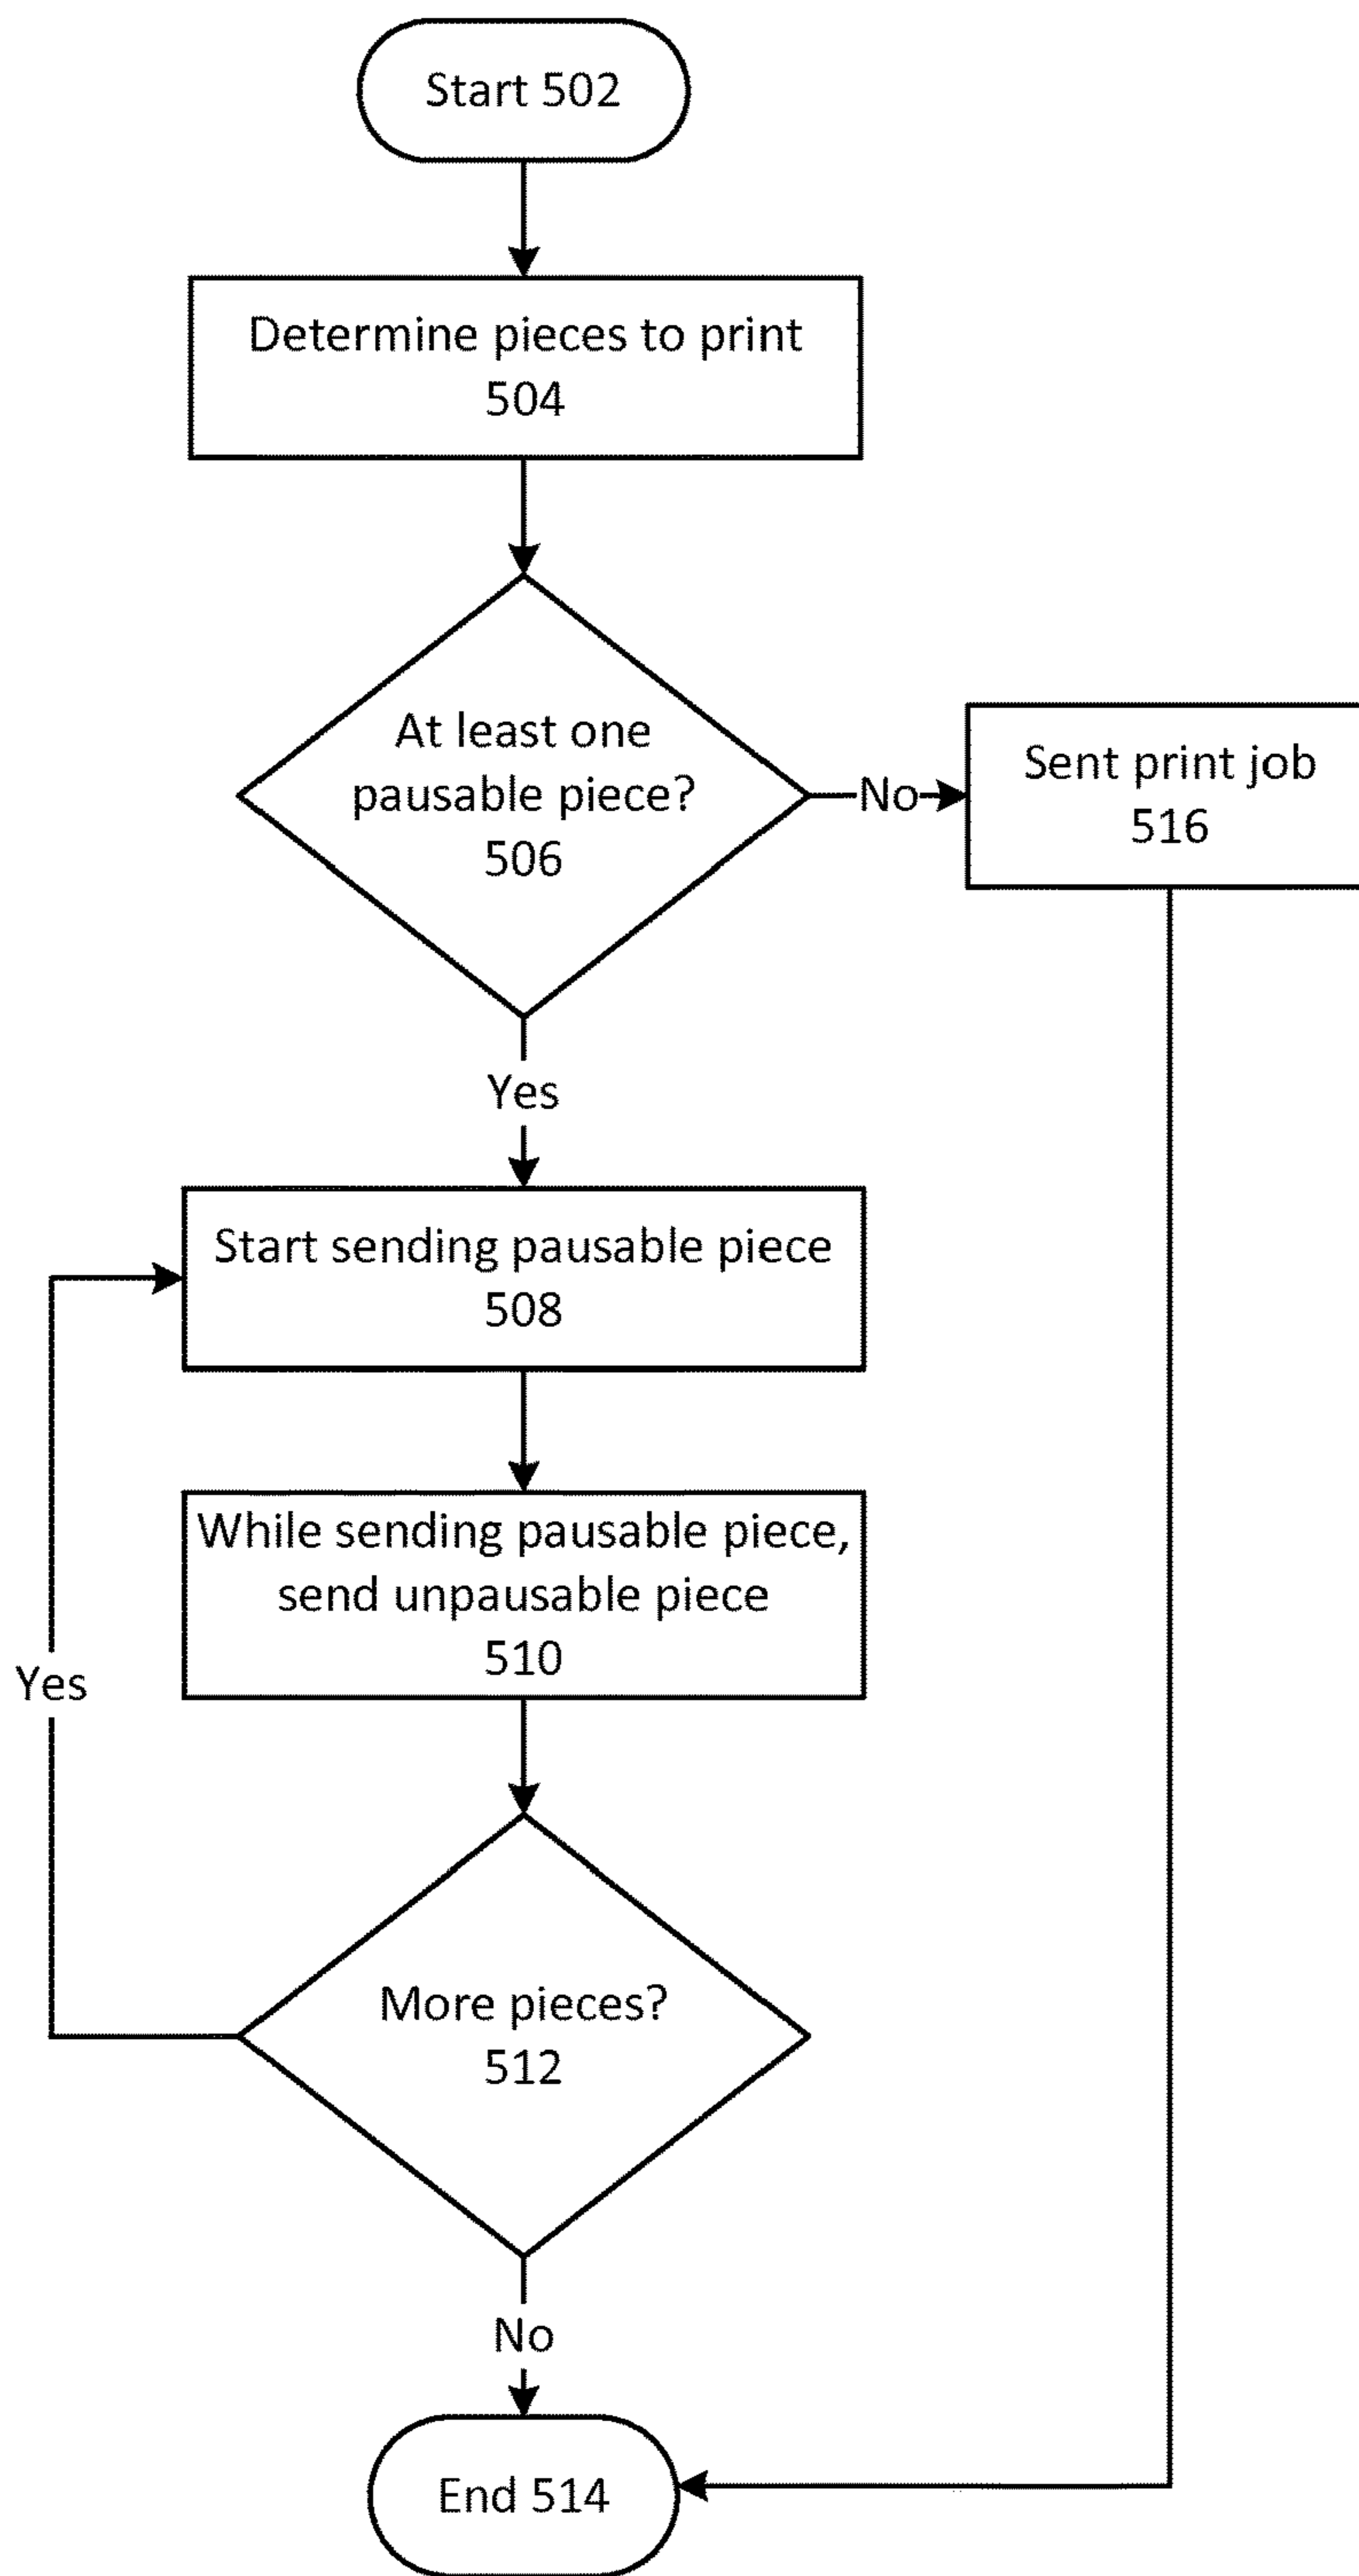 Start 502
Determine pieces to print
504
At least one
pausable piece?
506
No
Sent print job
516
Yes
Start sending pausable piece
508
While sending pausable piece,
send unpausable piece
510
Yes
More pieces?
512
No
End 514